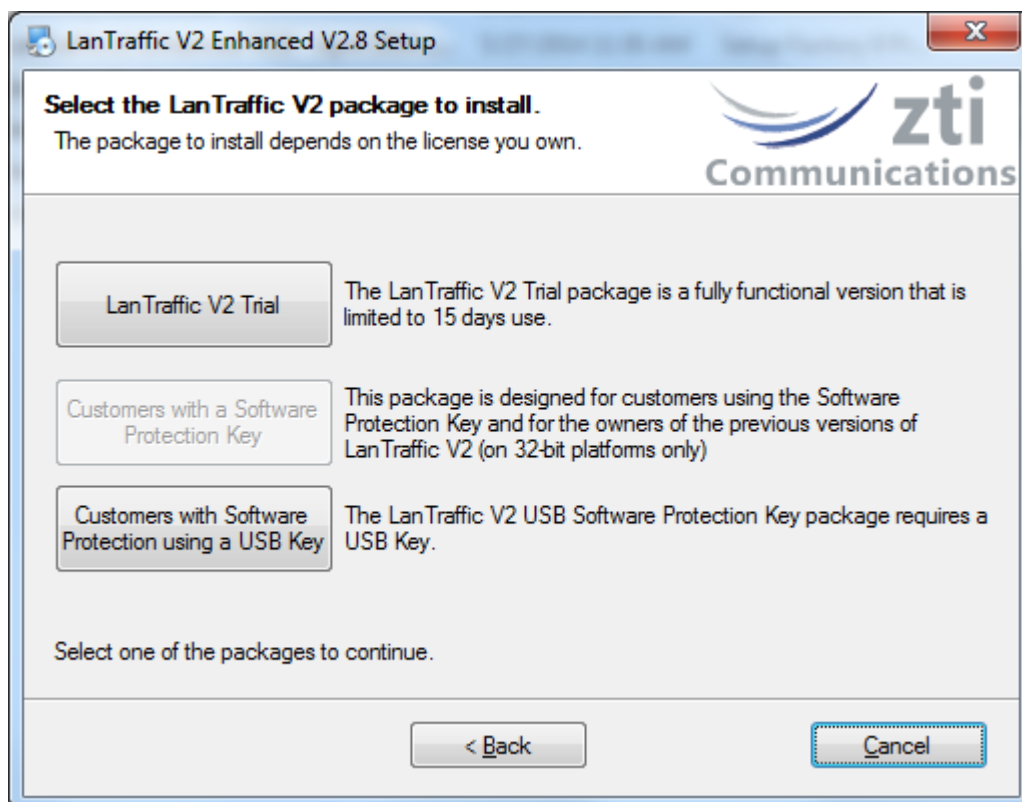 LanTraffic V2 Enhanced V2.8 Setup
Select the LanTraffic V2 package to install.
The package to install depends on the license you own.
zti
Communications
LanTraffic V2 Trial
The LanTraffic V2 Trial package is a fully functional version that is
limited to 15 days use.
Customers with a Software
Protection Key
This package is designed for customers using the Software
Protection Key and for the owners of the previous versions of
LanTraffic V2 (on 32-bit platforms only)
Customers with Software
Protection using a USB Key
The LanTraffic V2 USB Software Protection Key package requires a
USB Key.
Select one of the packages to continue.
< Back
Cancel